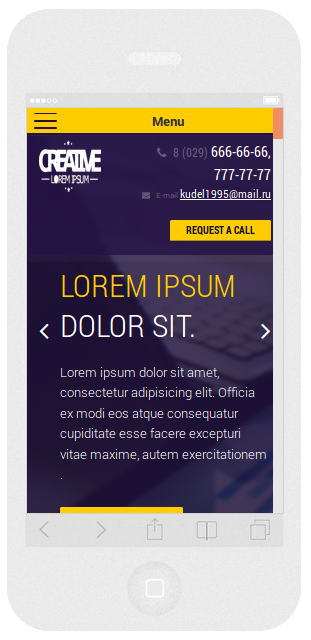 Menu
CREATIVE
LOREM IPSUM
8 (029) 666-66-66,
777-77-77
E-mail kudel1995@mail.ru
REQUEST A CALL
LOREM IPSUM
DOLOR SIT.
Lorem ipsum dolor sit amet,
consectetur adipisicing elit. Officia
ex modi eos atque consequatur
cupiditate esse facere excepturi
vitae maxime, autem exercitationem
.